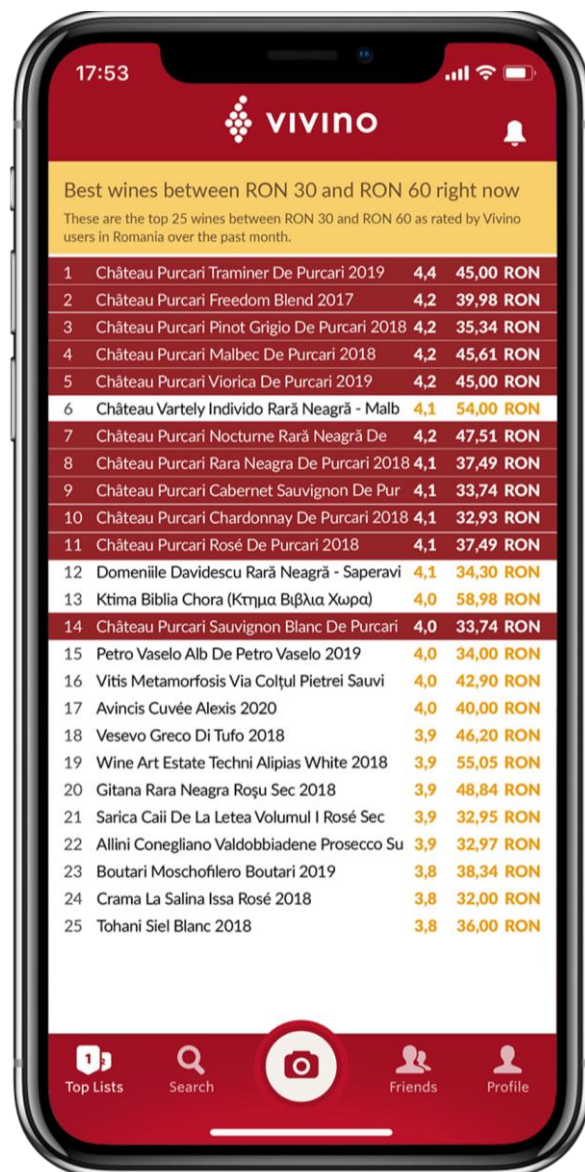 17:53
VIVINO
Best wines between RON 30 and RON 60 right now
These are the top 25 wines between RON 30 and RON 60 as rated by Vivino
users in Romania over the past month.
1 Château Purcari Traminer De Purcari 2019 4,4 45,00 RON
2 Château Purcari Freedom Blend 2017 4,2 39,98 RON
3 Château Purcari Pinot Grigio De Purcari 2018 4,2 35,34 RON
4 Château Purcari Malbec De Purcari 2018 4,2 45,61 RON
5 Château Purcari Viorica De Purcari 2019 4,2 45,00 RON
6 Château Vartely Individo Rară Neagră - Malb 4,1 54,00 RON
7 Château Purcari Nocturne Rară Neagră De 4,2 47,51 RON
8 Château Purcari Rara Neagra De Purcari 2018 4,1 37,49 RON
9 Château Purcari Cabernet Sauvignon De Pur 4,1 33,74 RON
10 Château Purcari Chardonnay De Purcari 2018 4,1 32,93 RON
11 Château Purcari Rosé De Purcari 2018 4,1 37,49 RON
12 Domeniile Davidescu Rară Neagră - Saperavi 4,1 34,30 RON
13 Ktima Biblia Chora (Κτημα Βιβλια Χωρα) 4,0 58,98 RON
14 Château Purcari Sauvignon Blanc De Purcari 4,0 33,74 RON
15 Petro Vaselo Alb De Petro Vaselo 2019 4,0 34,00 RON
16 Vitis Metamorfosis Via Colțul Pietrei Sauvi 4,0 42,90 RON
17 Avincis Cuvée Alexis 2020 4,0 40,00 RON
18 Vesevo Greco Di Tufo 2018 3,9 46,20 RON
19 Wine Art Estate Techni Alipias White 2018 3,9 55,05 RON
20 Gitana Rara Neagra Roşu Sec 2018 3,9 48,84 RON
21 Sarica Caii De La Letea Volumul I Rosé Sec 3,9 32,95 RON
22 Allini Conegliano Valdobbiadene Prosecco Su 3,9 32,97 RON
23 Boutari Moschofilero Boutari 2019 3,8 38,34 RON
24 Crama La Salina Issa Rosé 2018 3,8 32,00 RON
25 Tohani Siel Blanc 2018 3,8 36,00 RON
1 2
Top Lists Search Friends Profile